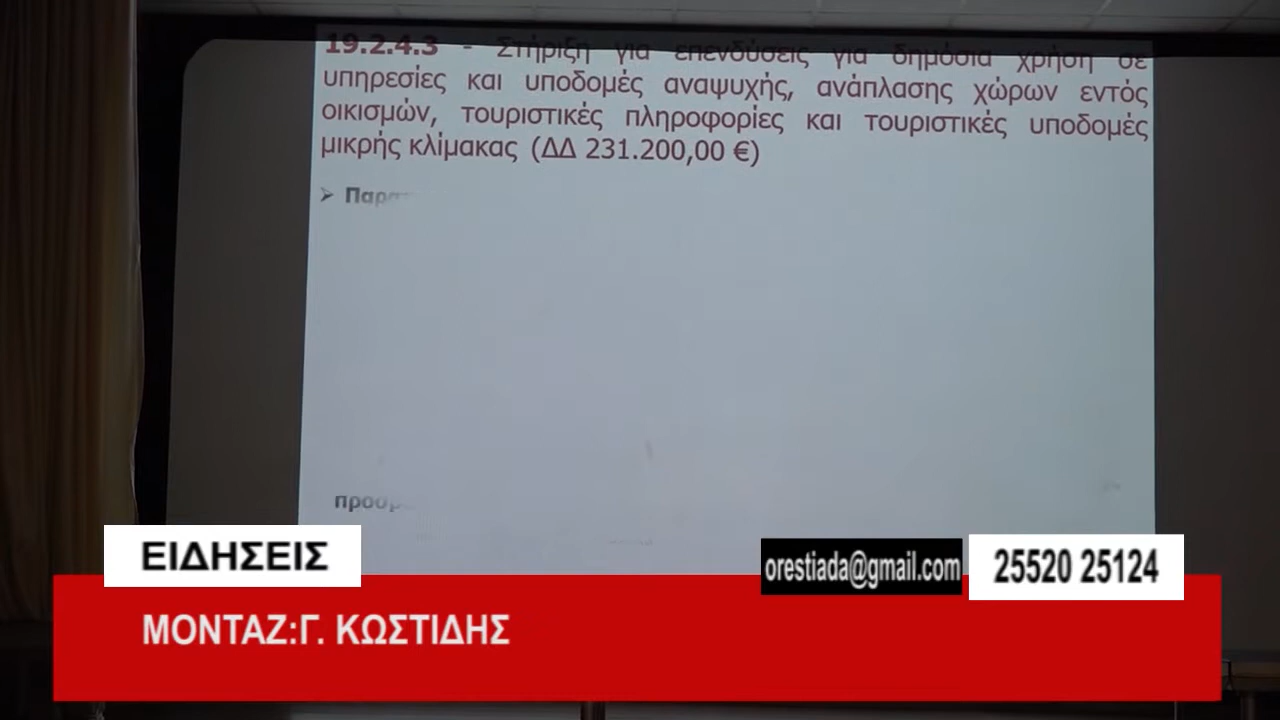 19.2.4.3 - Στήριξη για επενδύσεις για δημόσια χρήση σε
υπηρεσίες και υποδομές αναψυχής, ανάπλασης χώρων εντός
οικισμών, τουριστικές πληροφορίες και τουριστικές υποδομές
μικρής κλίμακας (ΔΔ 231.200,00 €)
ΕΙΔΗΣΕΙΣ
orestiada@gmail.com
25520 25124
ΜΟΝΤΑΖ:Γ. ΚΩΣΤΙΔΗΣ